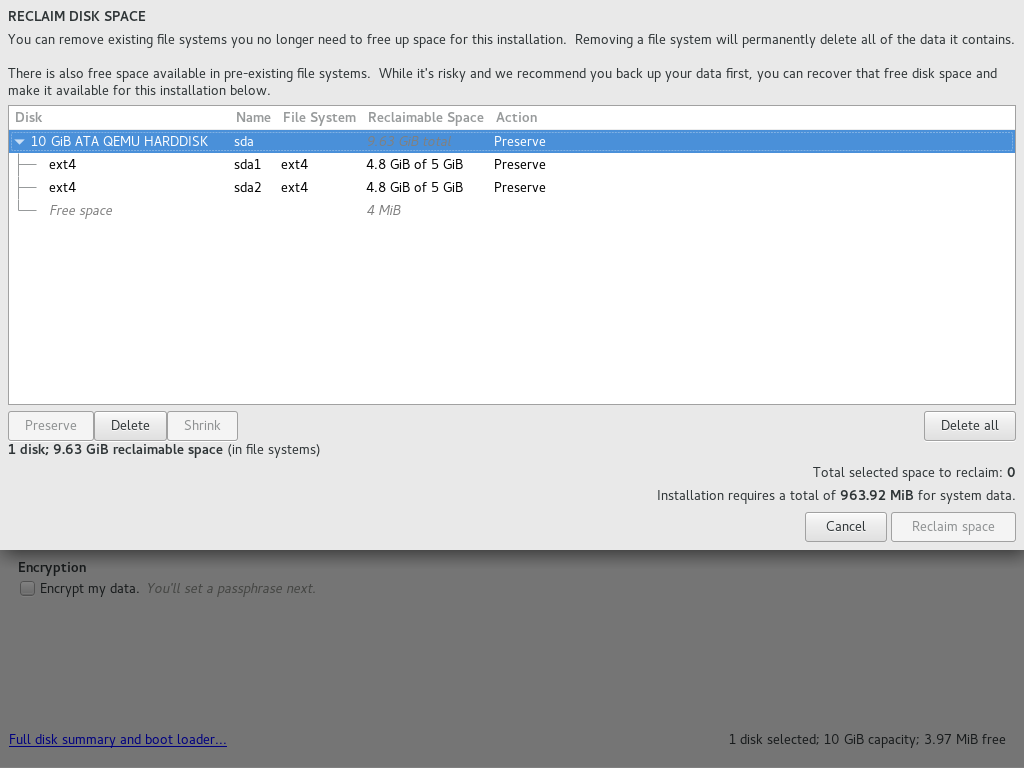 RECLAIM DISK SPACE
You can remove existing file systems you no longer need to free up space for this installation.  Removing a file system will permanently delete all of the data it contains.
There is also free space available in pre-existing file systems.  While it's risky and we recommend you back up your data first, you can recover that free disk space and
make it available for this installation below.
Disk Name File System Reclaimable Space Action
10 GiB ATA QEMU HARDDISK sda Preserve
ext4 sda1 ext4 4.8 GiB of 5 GiB Preserve
ext4 sda2 ext4 4.8 GiB of 5 GiB Preserve
Free space 4 MiB
Preserve Delete Shrink Delete all
1 disk; 9.63 GiB reclaimable space (in file systems)
Total selected space to reclaim: 0
Installation requires a total of 963.92 MiB for system data.
Cancel Reclaim space
Encryption
Encrypt my data. You'll set a passphrase next.
Full disk summary and boot loader... 1 disk selected; 10 GiB capacity; 3.97 MiB free